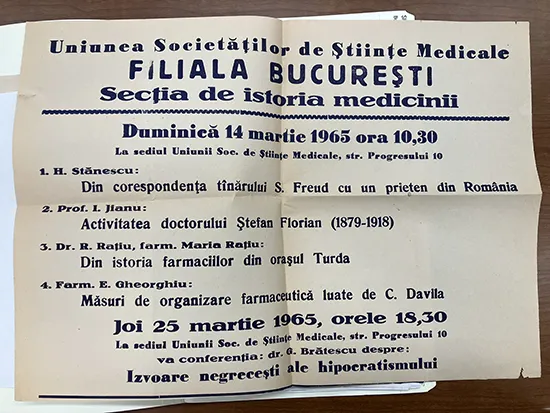 Uniunea Societăților de Științe Medicale
FILIALA BUCUREȘTI
Secția de istoria medicinii
Duminică 14 martie 1965 ora 10,30
La sediul Uniunii Soc. de Științe Medicale, str. Progresului 10
1. H. Stănescu:
Din corespondența tînărului S. Freud cu un prieten din România
2. Prof. I. Jianu:
Activitatea doctorului Ștefan Florian (1879-1918)
3. Dr. R. Rațiu, farm. Maria Rațiu:
Din istoria farmaciilor din orașul Turda
4. Farm. E. Gheorghiu:
Măsuri de organizare farmaceutică luate de C. Davila
Joi 25 martie 1965, orele 18,30
La sediul Uniunii Soc. de Științe Medicale, str. Progresului 10
va conferenția: dr. G. Brătescu despre:
Izvoare negrecești ale hipocratismului